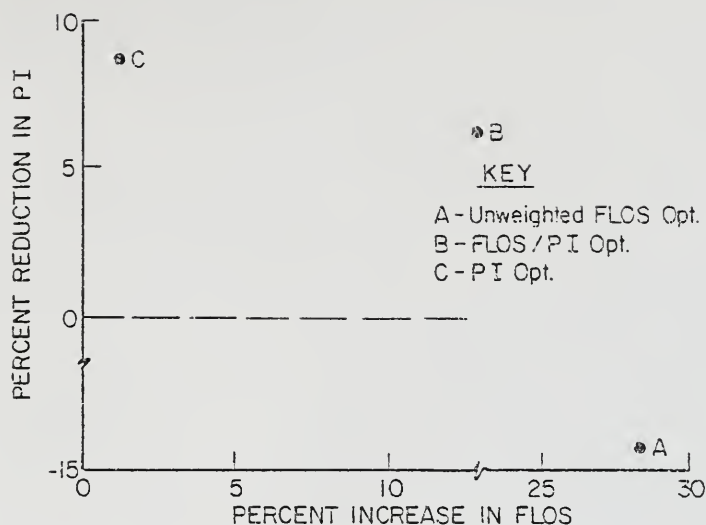 10
C
5
B
KEY
A-Unweighted FLOS Opt.
B-FLOS/PI Opt.
C-PI Opt.
0
A
-15
0 5 10 25 30
PERCENT INCREASE IN FLOS
PERCENT REDUCTION IN PI